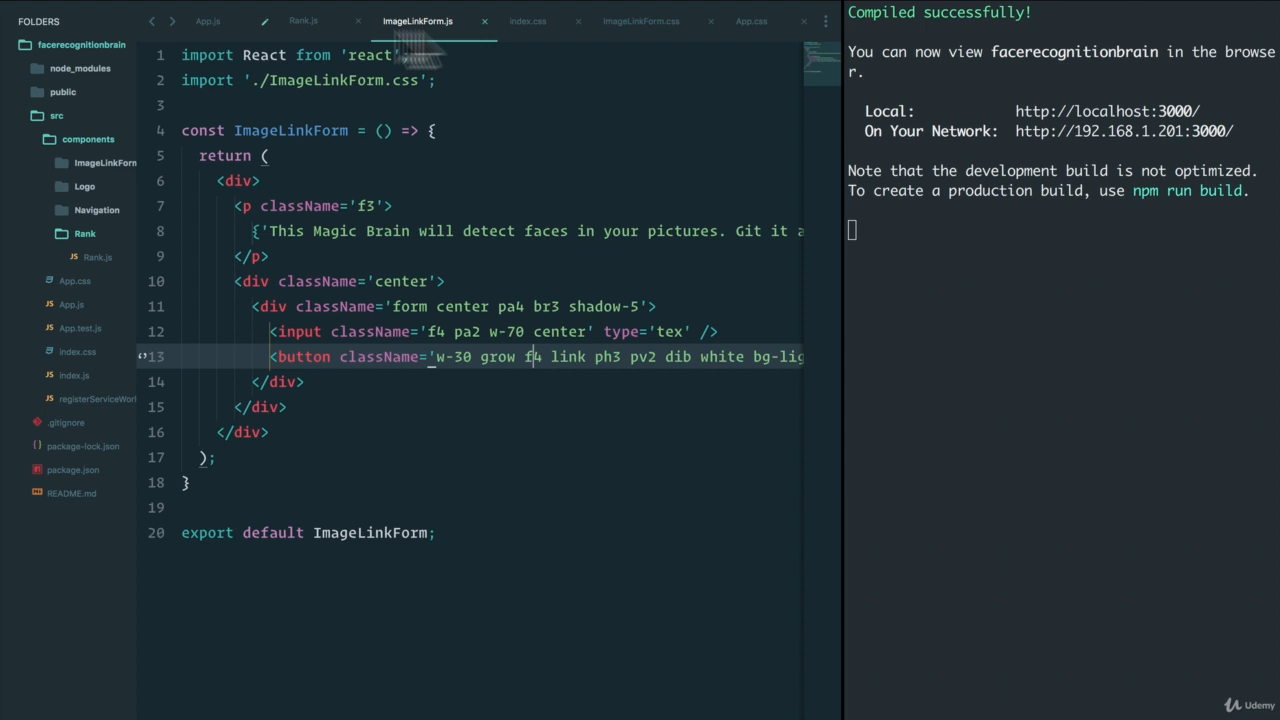 FOLDERS
facerecognitionbrain
node_modules
public
src
components
ImageLinkForm
Logo
Navigation
Rank
Rank.js
App.css
App.js
App.test.js
index.css
index.js
registerServiceWork
.gitignore
package-lock.json
package.json
README.md
App.js
Rank.js
ImageLinkForm.js
index.css
ImageLinkForm.css
App.css
1 import React from 'react'
2 import './ImageLinkForm.css';
3
4 const ImageLinkForm = () => {
5 return (
6 <div>
7 <p className='f3'>
8 {'This Magic Brain will detect faces in your pictures. Git it a
9 </p>
10 <div className='center'>
11 <div className='form center pa4 br3 shadow-5'>
12 <input className='f4 pa2 w-70 center' type='tex' />
13 <button className='w-30 grow f4 link ph3 pv2 dib white bg-lig
14 </div>
15 </div>
16 </div>
17 );
18 }
19
20 export default ImageLinkForm;
Compiled successfully!
You can now view facerecognitionbrain in the browse
r.
Local: http://localhost:3000/
On Your Network: http://192.168.1.201:3000/
Note that the development build is not optimized.
To create a production build, use npm run build.
Udemy